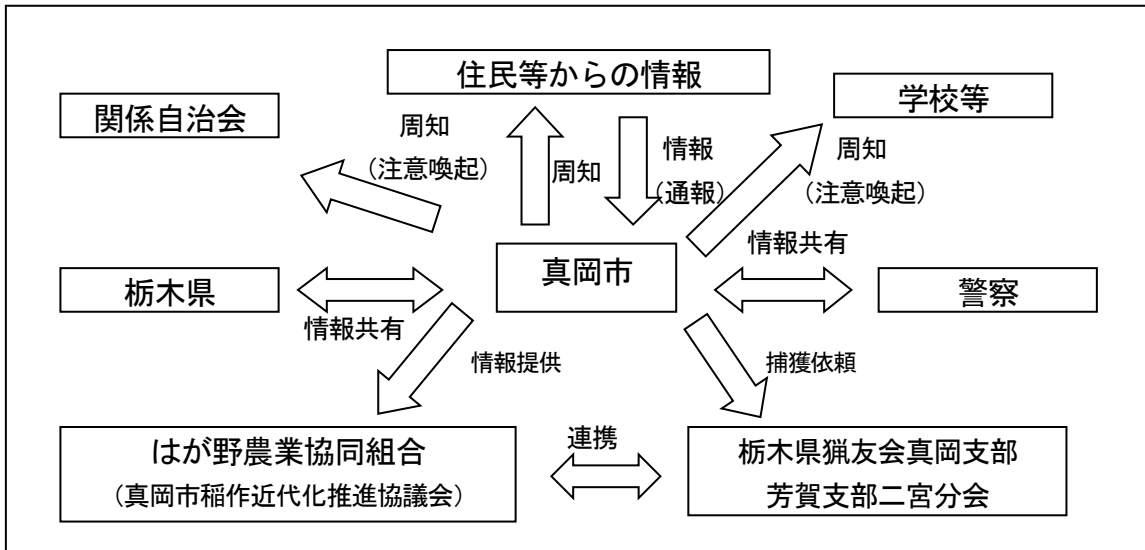 住民等からの情報
学校等
関係自治会
周知
(注意喚起)
周知
情報
(通報)
周知
(注意喚起)
情報共有
真岡市
栃木県
警察
情報共有
情報提供
捕獲依頼
はが野農業協同組合
(真岡市稲作近代化推進協議会)
連携
栃木県猟友会真岡支部
芳賀支部二宮分会